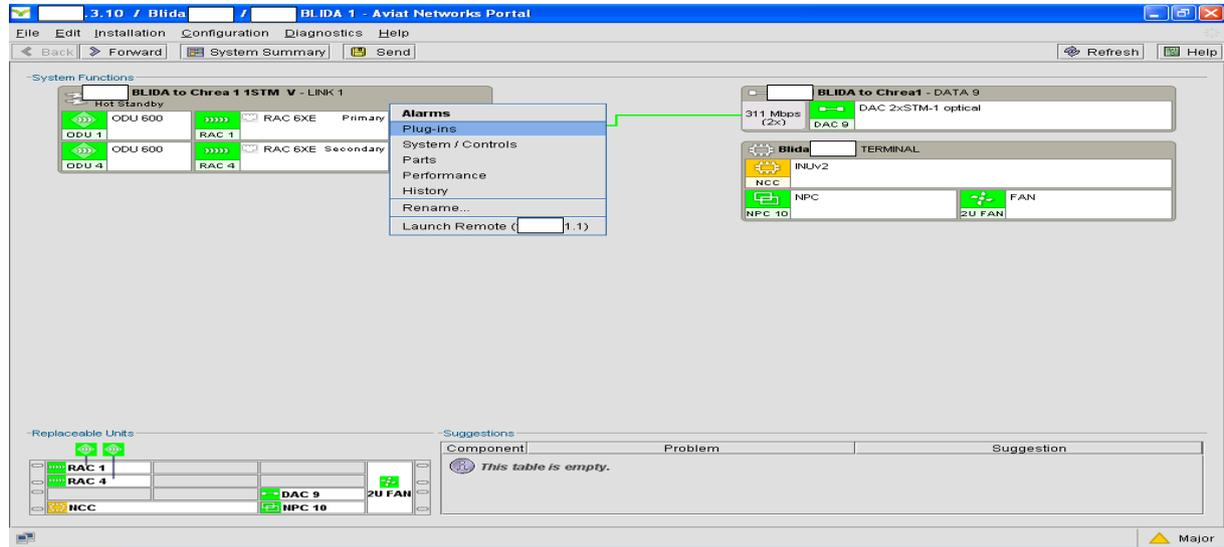 .3.10 / Blida / BLIDA 1 - Aviat Networks Portal
File Edit Installation Configuration Diagnostics Help
Back Forward System Summary Send Refresh Help
System Functions
BLIDA to Chrea 1 1STM V - LINK 1
Hot Standby
ODU 600 RAC 6XE Primary
ODU 1 RAC 1
ODU 600 RAC 6XE Secondary
ODU 4 RAC 4
Alarms
Plug-ins
System / Controls
Parts
Performance
History
Rename...
Launch Remote ( 1.1)
BLIDA to Chrea1 - DATA 9
311 Mbps
(2x)
DAC 2xSTM-1 optical
DAC 9
Blida TERMINAL
INUv2
NCC
NPC FAN
NPC 10 2U FAN
Replaceable Units
RAC 1
RAC 4
DAC 9 2U FAN
NCC NPC 10
Suggestions
Component Problem Suggestion
This table is empty.
Major